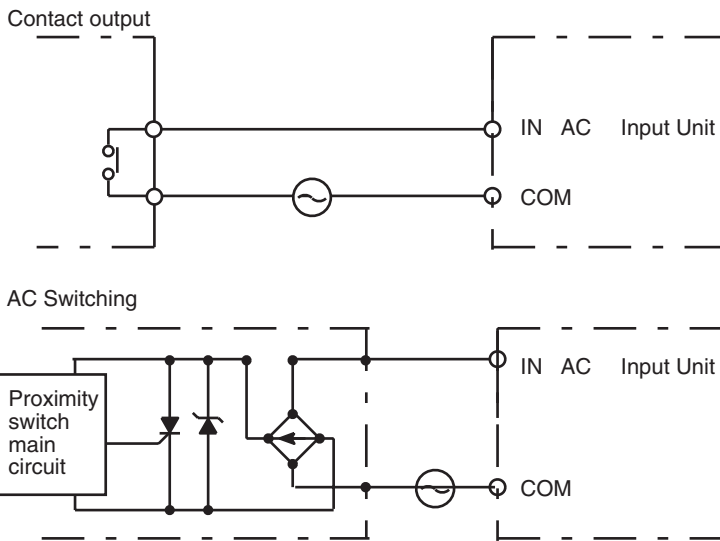 Contact output
IN AC Input Unit
COM
AC Switching
IN AC Input Unit
Proximity
switch
main
circuit
COM